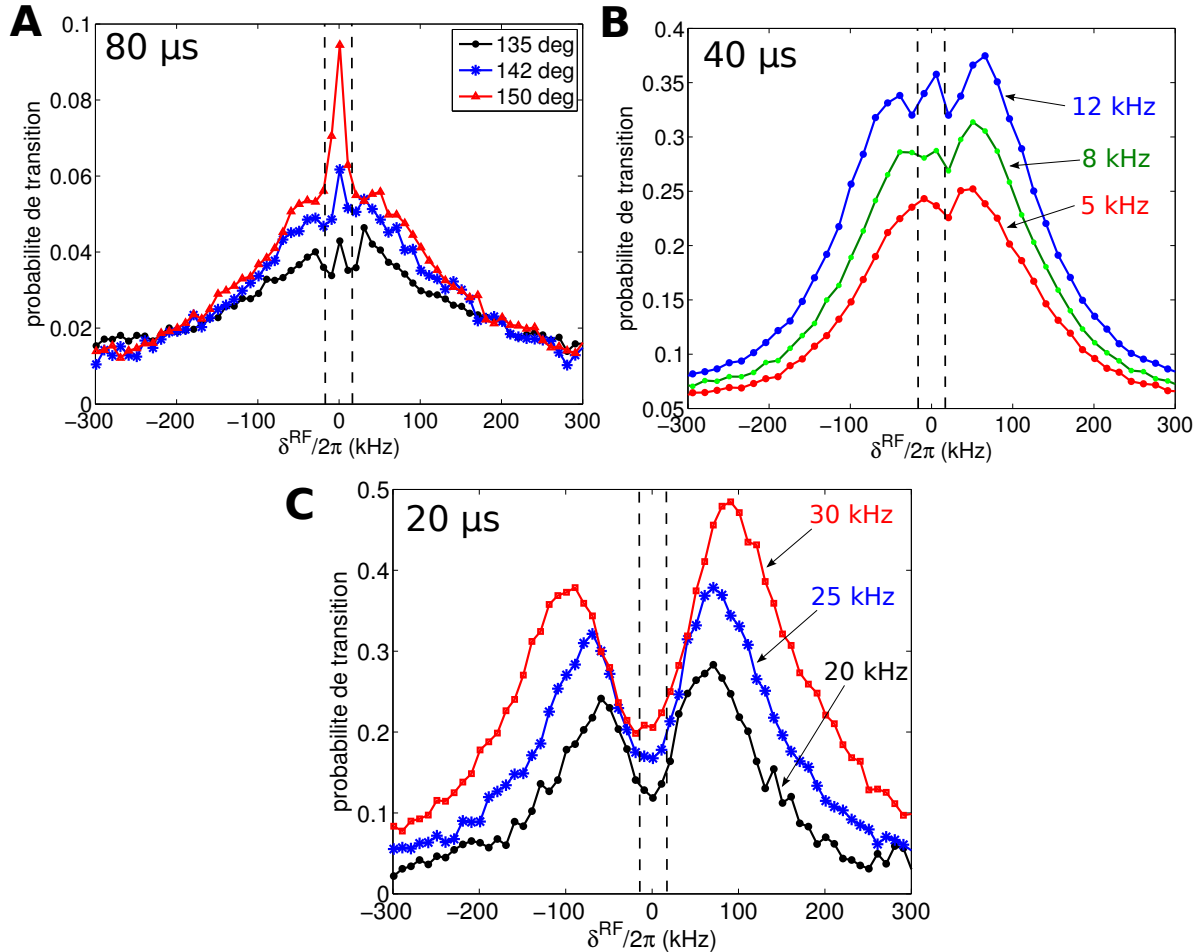 A
80 µs
135 deg
142 deg
150 deg
probabilite de transition
0.1
0.08
0.06
0.04
0.02
0
−300
−200
−100
0
100
200
300
δ^RF/2π (kHz)
B
40 µs
12 kHz
8 kHz
5 kHz
probabilite de transition
0.35
0.3
0.25
0.2
0.15
0.1
0.05
−300
−200
−100
0
100
200
300
δ^RF/2π (kHz)
C
20 µs
30 kHz
25 kHz
20 kHz
probabilite de transition
0.5
0.4
0.3
0.2
0.1
0
−300
−200
−100
0
100
200
300
δ^RF/2π (kHz)